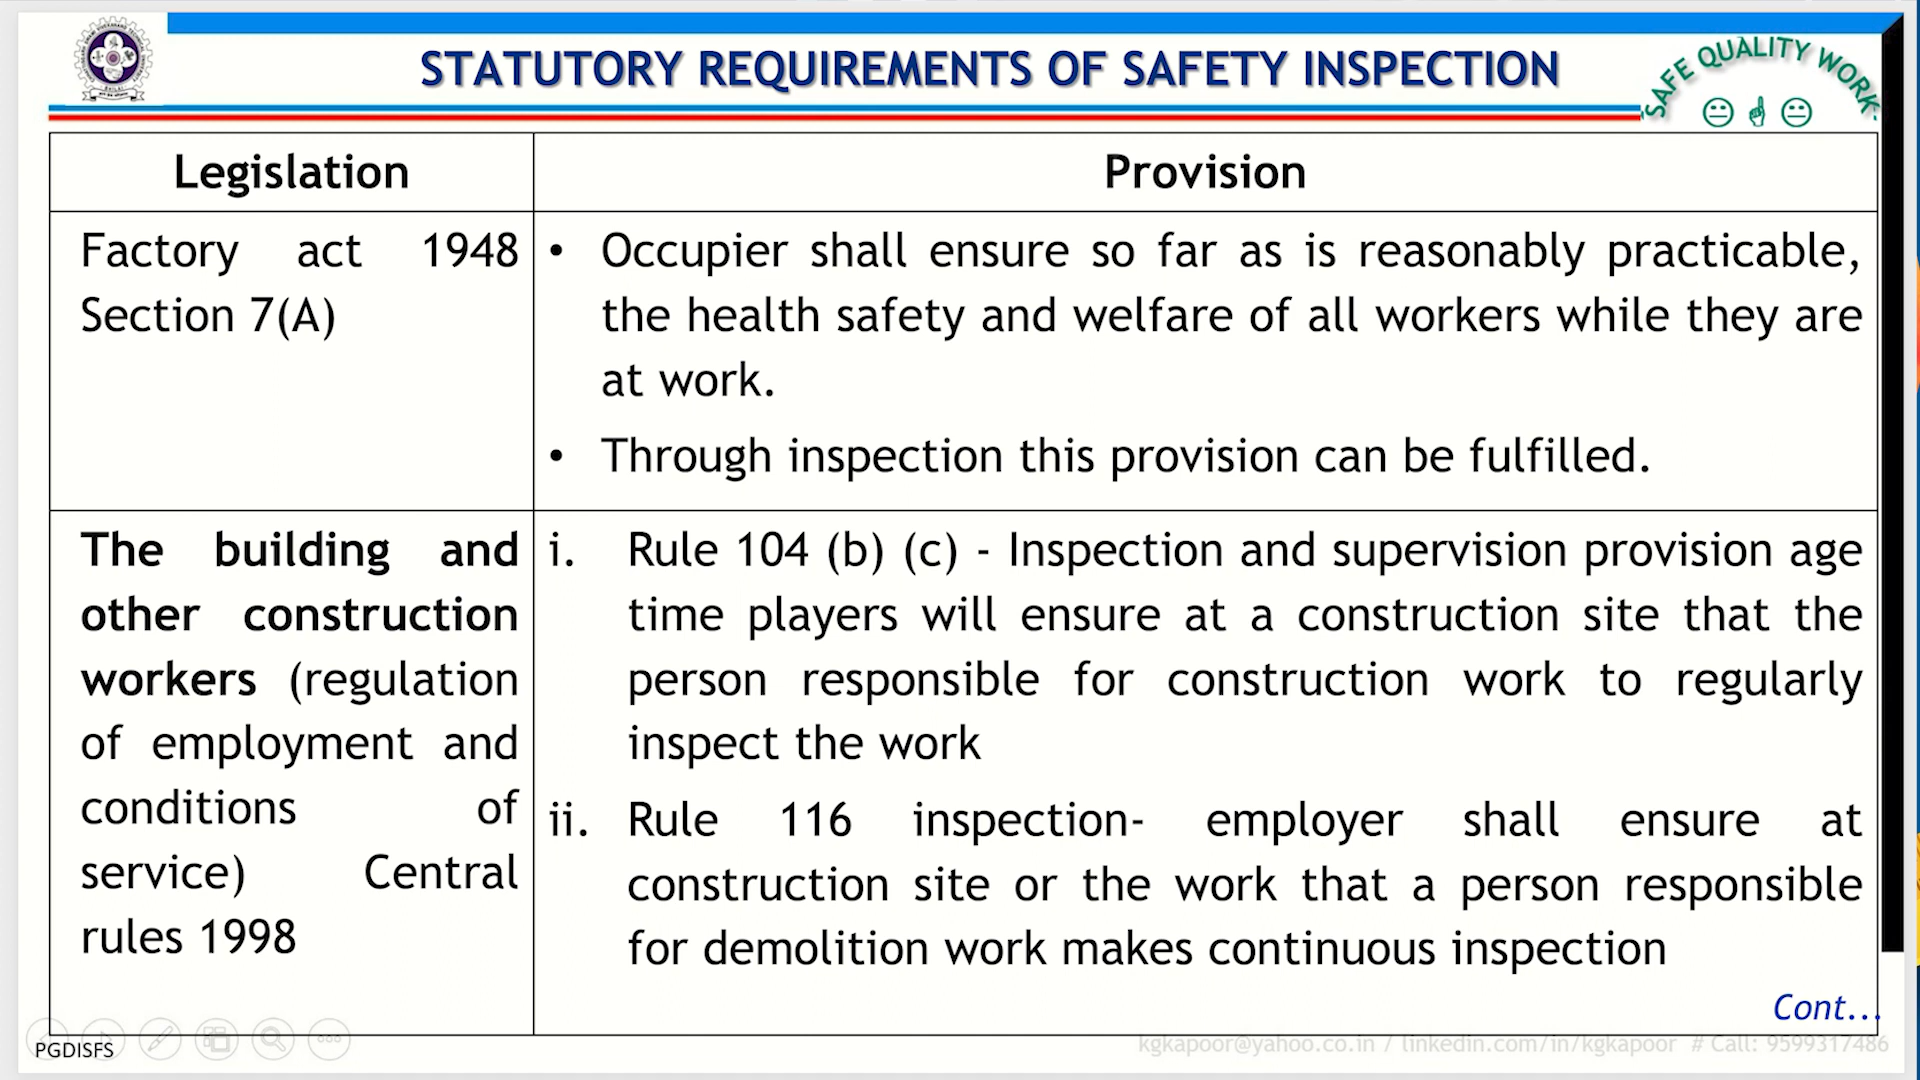 STATUTORY REQUIREMENTS OF SAFETY INSPECTION
SAFE QUALITY WORK
Legislation
Provision
Factory act 1948
Section 7(A)
• Occupier shall ensure so far as is reasonably practicable,
the health safety and welfare of all workers while they are
at work.
• Through inspection this provision can be fulfilled.
The building and
other construction
workers (regulation
of employment and
conditions of
service) Central
rules 1998
i. Rule 104 (b) (c) - Inspection and supervision provision age
time players will ensure at a construction site that the
person responsible for construction work to regularly
inspect the work
ii. Rule 116 inspection- employer shall ensure at
construction site or the work that a person responsible
for demolition work makes continuous inspection
Cont...
PGDISFS
kgkapoor@yahoo.co.in / linkedin.com/in/kgkapoor # Call: 9599317486